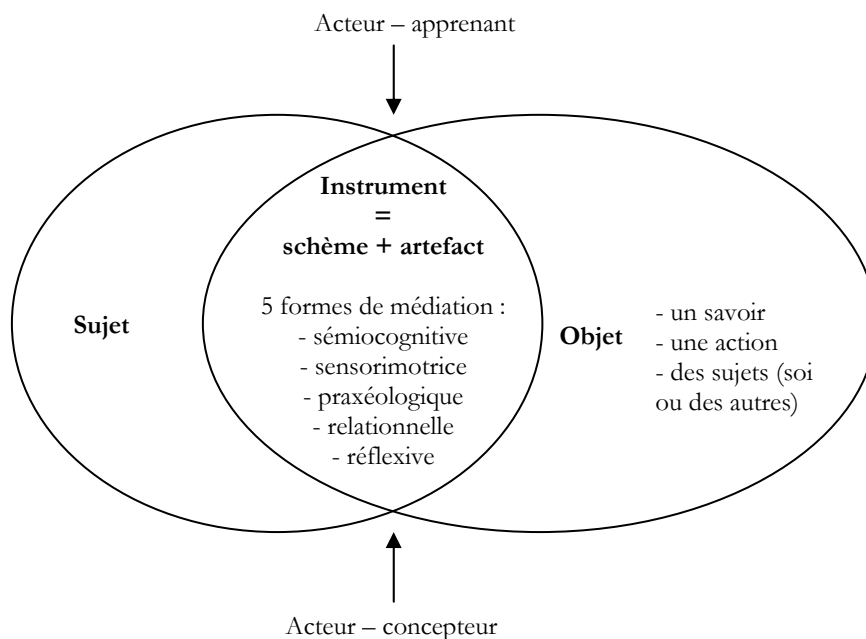 Acteur – apprenant
Instrument
=
schème + artefact
5 formes de médiation :
- sémiocognitive
- sensorimotrice
- praxéologique
- relationnelle
- réflexive
Sujet
Objet
- un savoir
- une action
- des sujets (soi
ou des autres)
Acteur – concepteur